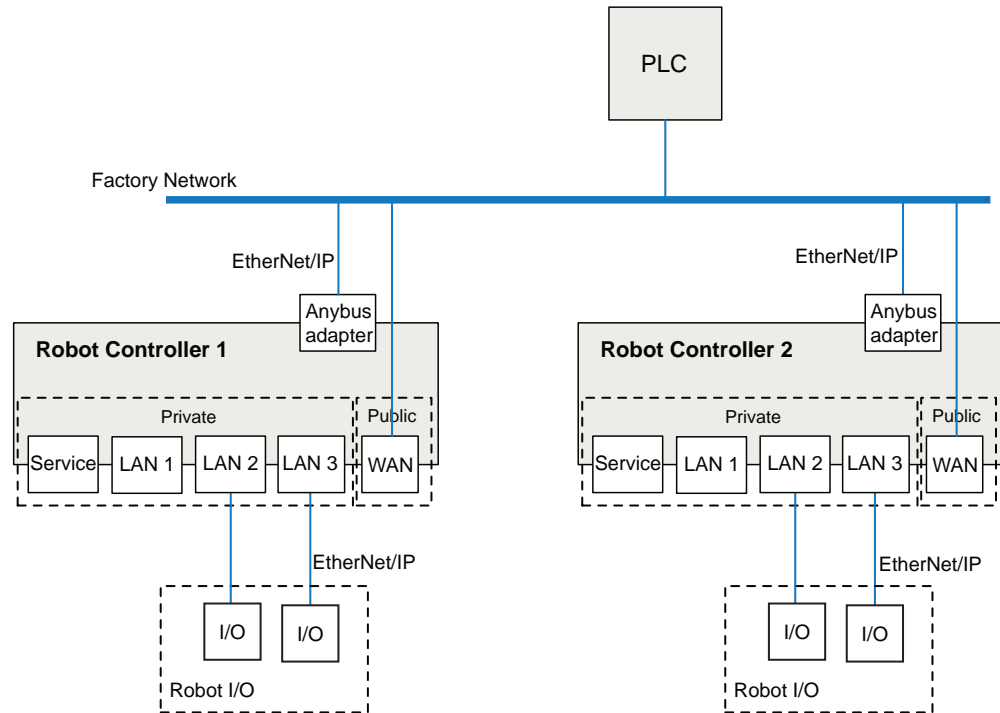 PLC
Factory Network
EtherNet/IP
EtherNet/IP
Anybus
adapter
Anybus
adapter
Robot Controller 1
Robot Controller 2
Private
Public
Private
Public
Service
LAN 1
LAN 2
LAN 3
WAN
Service
LAN 1
LAN 2
LAN 3
WAN
EtherNet/IP
EtherNet/IP
I/O
I/O
I/O
I/O
Robot I/O
Robot I/O